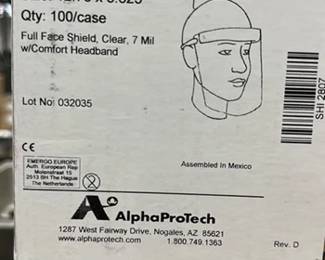 Qty: 100/case
Full Face Shield, Clear, 7 Mil
w/Comfort Headband
Lot No: 032035
SHI 2807
CE
EMERGO EUROPE
Auth. European Rep
Molenstraat 15
2513 BH The Hague
The Netherlands
Assembled In Mexico
AlphaProTech
1287 West Fairway Drive, Nogales, AZ 85621
www.alphaprotech.com 1.800.749.1363
Rev. D